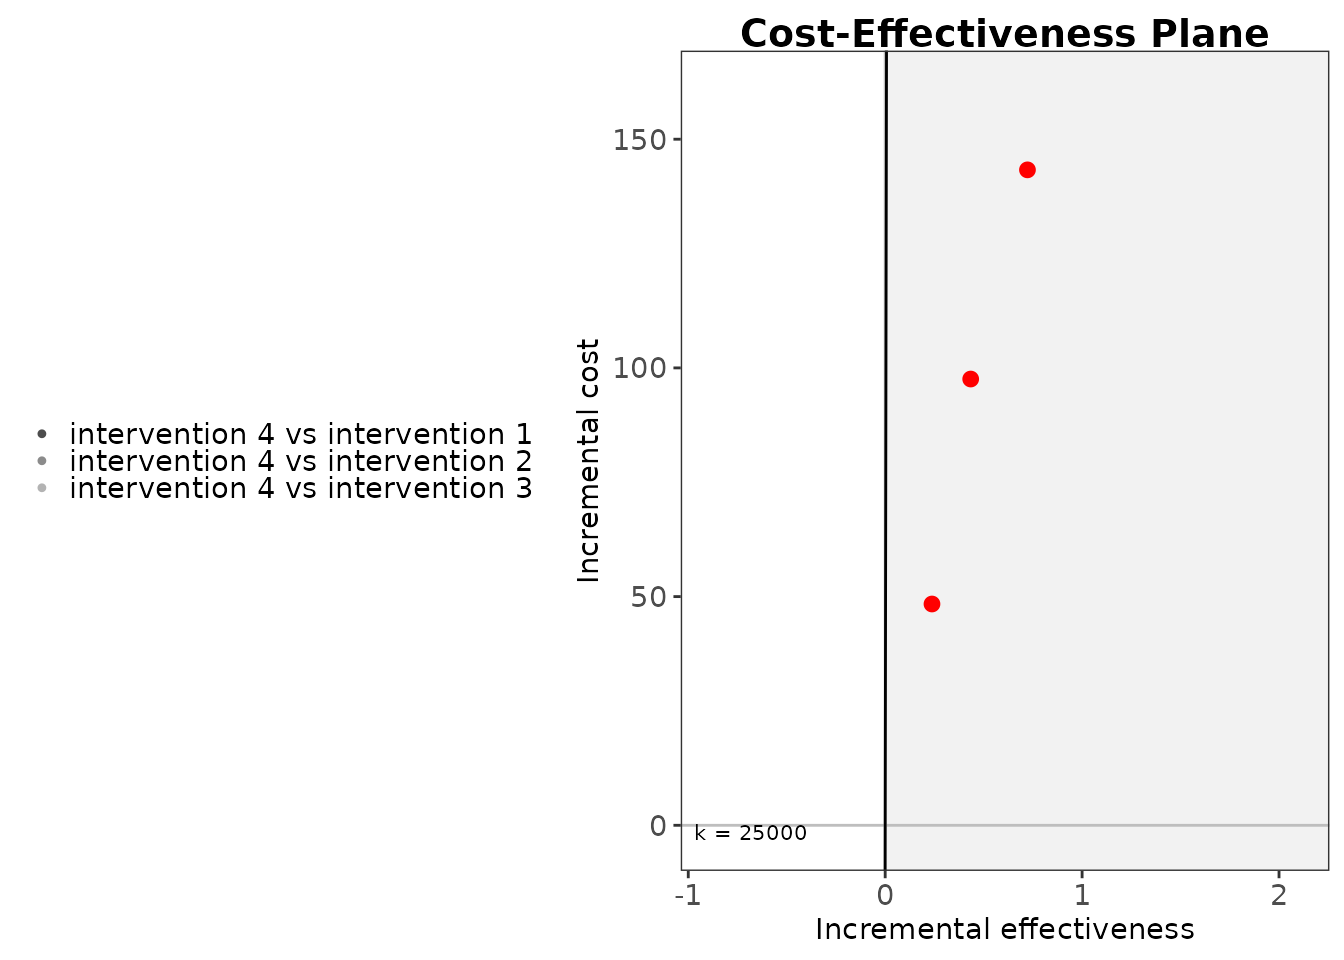 Cost-Effectiveness Plane
intervention 4 vs intervention 1
intervention 4 vs intervention 2
intervention 4 vs intervention 3
Incremental cost
150
100
50
0
k = 25000
-1 0 1 2
Incremental effectiveness